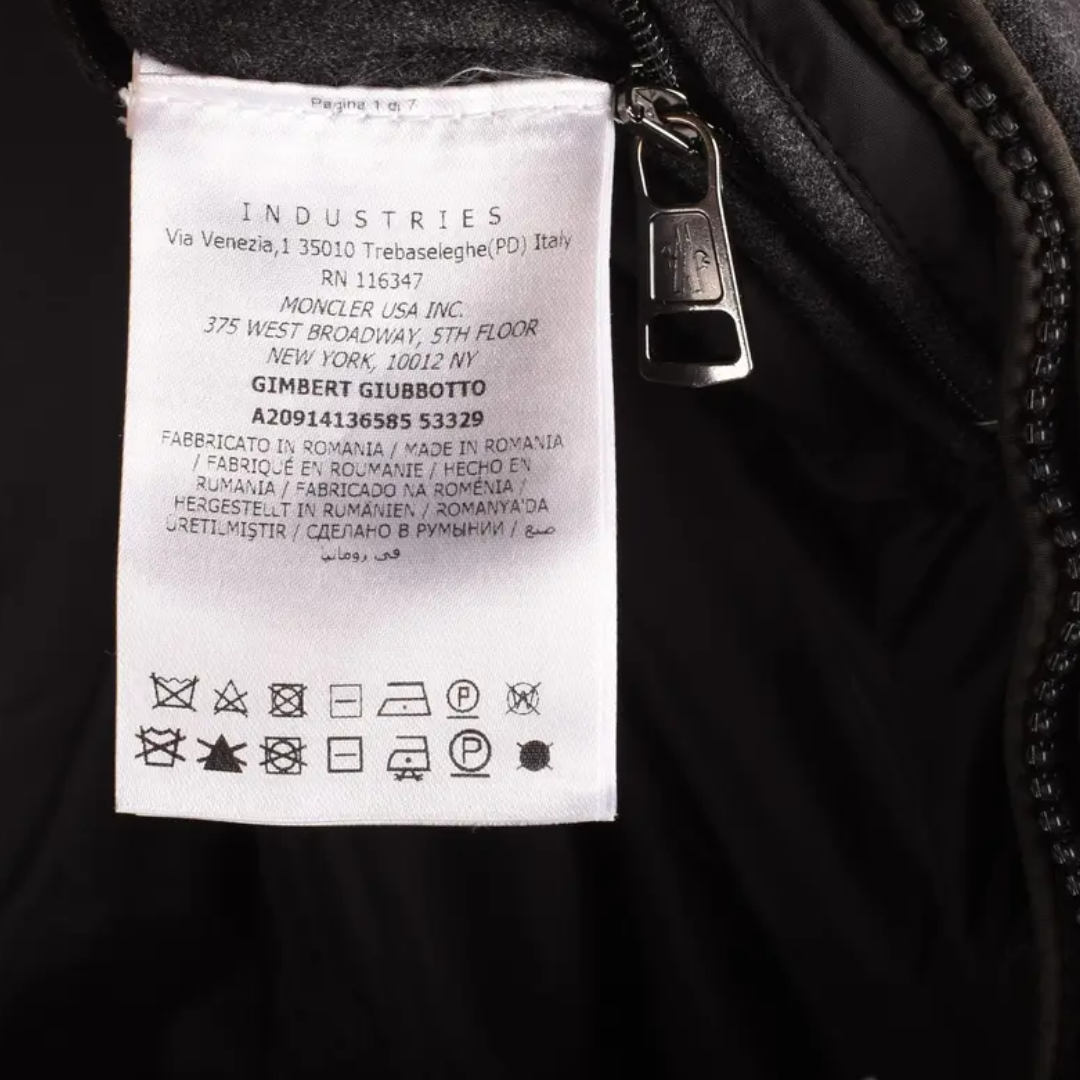 Pagina 1 di 7
INDUSTRIES
Via Venezia,1 35010 Trebaseleghe(PD) Italy
RN 116347
MONCLER USA INC.
375 WEST BROADWAY, 5TH FLOOR
NEW YORK, 10012 NY
GIMBERT GIUBBOTTO
A20914136585 53329
FABBRICATO IN ROMANIA / MADE IN ROMANIA
/ FABRIQUÉ EN ROUMANIE / HECHO EN
RUMANIA / FABRICADO NA ROMÉNIA /
HERGESTELLT IN RUMÄNIEN / ROMANYA'DA
ÜRETILMIŞTIR / СДЕЛАНО В РУМЫНИИ / صنع
في رومانيا
P W
P